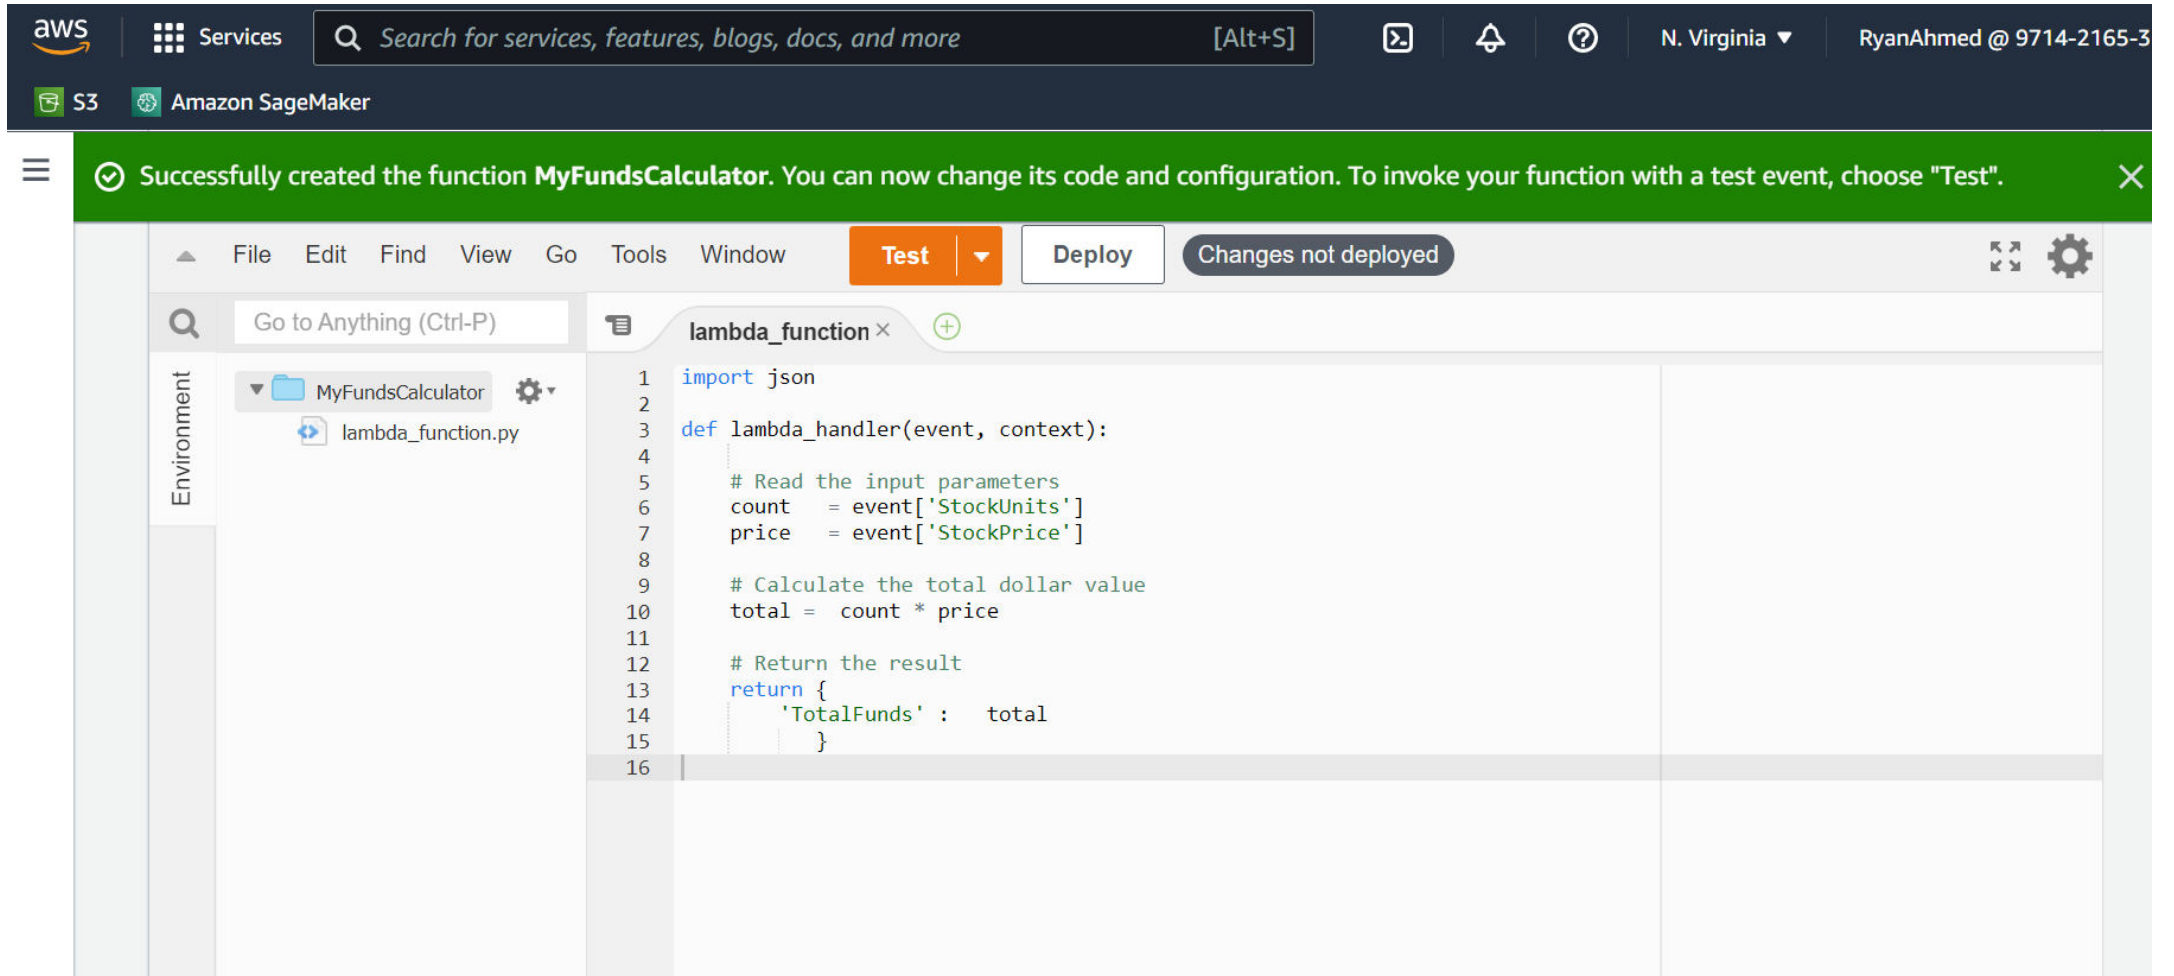 aws Services Search for services, features, blogs, docs, and more [Alt+S] N. Virginia ▼ RyanAhmed @ 9714-2165-3
S3 Amazon SageMaker
Successfully created the function MyFundsCalculator. You can now change its code and configuration. To invoke your function with a test event, choose "Test".
File Edit Find View Go Tools Window Test Deploy Changes not deployed
Go to Anything (Ctrl-P) lambda_function
Environment
MyFundsCalculator
lambda_function.py
1 import json
2
3 def lambda_handler(event, context):
4
5 # Read the input parameters
6 count = event['StockUnits']
7 price = event['StockPrice']
8
9 # Calculate the total dollar value
10 total = count * price
11
12 # Return the result
13 return {
14 'TotalFunds' : total
15 }
16